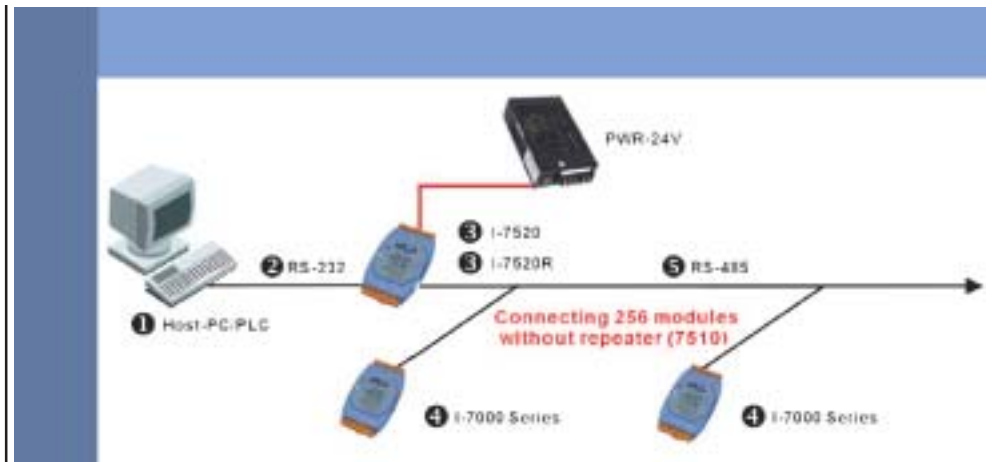 PWR-24V
❸ I-7520
❸ I-7520R
❷ RS-232
❺ RS-485
❶ Host-PC/PLC
Connecting 256 modules
without repeater (7510)
❹ I-7000 Series
❹ I-7000 Series